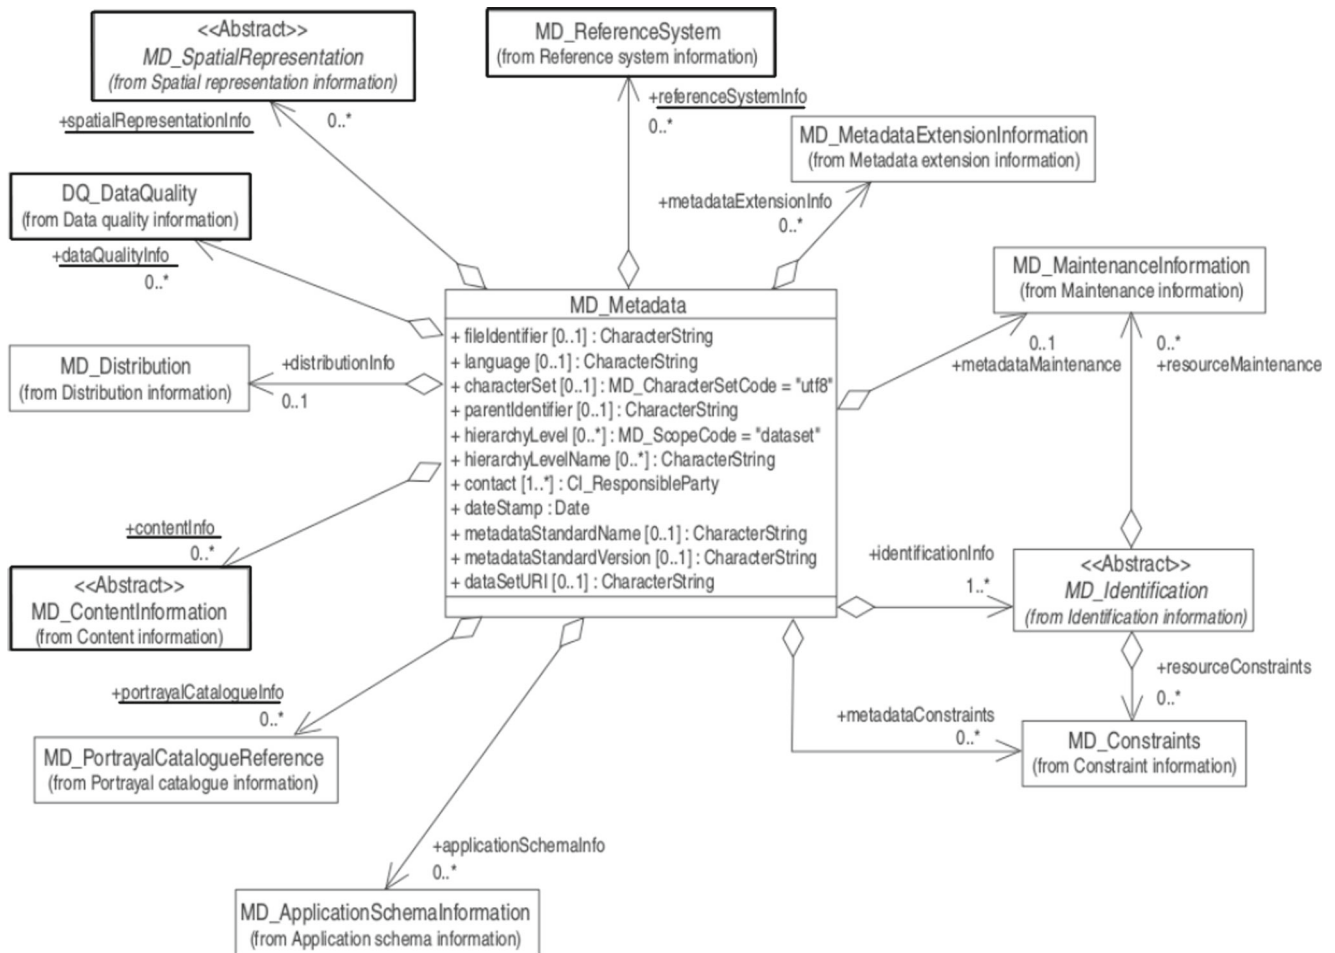 <<Abstract>>
MD_SpatialRepresentation
(from Spatial representation information)
+spatialRepresentationInfo
0..*
MD_ReferenceSystem
(from Reference system information)
+referenceSystemInfo
0..*
MD_MetadataExtensionInformation
(from Metadata extension information)
+metadataExtensionInfo
0..*
DQ_DataQuality
(from Data quality information)
+dataQualityInfo
0..*
MD_MaintenanceInformation
(from Maintenance information)
0..1
+metadataMaintenance
0..*
+resourceMaintenance
MD_Distribution
(from Distribution information)
+distributionInfo
0..1
MD_Metadada
+ fileIdentifier [0..1] : CharacterString
+ language [0..1] : CharacterString
+ characterSet [0..1] : MD_CharacterSetCode = "utf8"
+ parentIdentifier [0..1] : CharacterString
+ hierarchyLevel [0..*] : MD_ScopeCode = "dataset"
+ hierarchyLevelName [0..*] : CharacterString
+ contact [1..*] : CI_ResponsibleParty
+ dateStamp : Date
+ metadataStandardName [0..1] : CharacterString
+ metadataStandardVersion [0..1] : CharacterString
+ dataSetURI [0..1] : CharacterString
+contentInfo
0..*
<<Abstract>>
MD_ContentInformation
(from Content information)
+identificationInfo
1..*
<<Abstract>>
MD_Identification
(from Identification information)
+resourceConstraints
0..*
+portrayalCatalogueInfo
0..*
MD_PortrayalCatalogueReference
(from Portrayal catalogue information)
+metadataConstraints
0..*
MD_Constraints
(from Constraint information)
+applicationSchemaInfo
0..*
MD_ApplicationSchemaInformation
(from Application schema information)